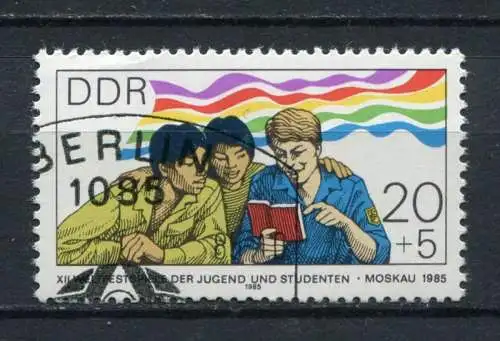 DDR
BERLIN
1085
20
+5
XII. WELTFESTSPIELE DER JUGEND UND STUDENTEN · MOSKAU 1985
1985